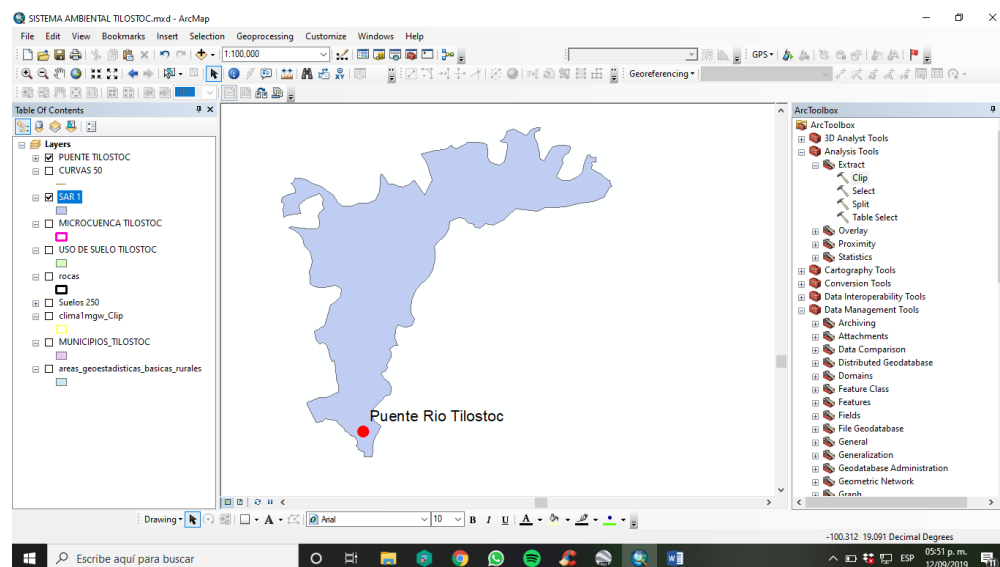 SISTEMA AMBIENTAL TILOSTOC.mxd - ArcMap
File Edit View Bookmarks Insert Selection Geoprocessing Customize Windows Help
1:100,000
GPS
Georeferencing
Table Of Contents
Layers
PUENTE TILOSTOC
CURVAS 50
SAR 1
MICROCUENCA TILOSTOC
USO DE SUELO TILOSTOC
rocas
Suelos 250
clima1mgw_Clip
MUNICIPIOS_TILOSTOC
areas_geoestadisticas_basicas_rurales
Puente Rio Tilostoc
ArcToolbox
ArcToolbox
3D Analyst Tools
Analysis Tools
Extract
Clip
Select
Split
Table Select
Overlay
Proximity
Statistics
Cartography Tools
Conversion Tools
Data Interoperability Tools
Data Management Tools
Archiving
Attachments
Data Comparison
Distributed Geodatabase
Domains
Feature Class
Features
Fields
File Geodatabase
General
Generalization
Geodatabase Administration
Geometric Network
Graph
Drawing
A
Arial
10
B I U A
-100.312 19.091 Decimal Degrees
Escribe aquí para buscar
ESP
05:51 p. m.
12/09/2019